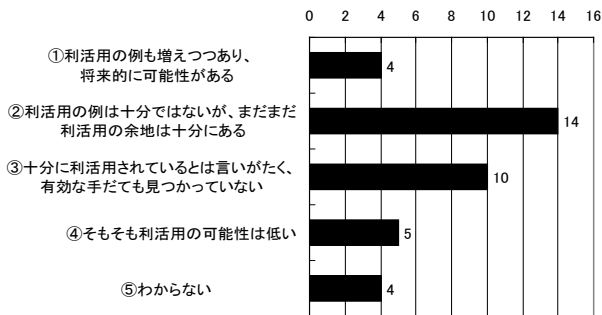 0 2 4 6 8 10 12 14 16
①利活用の例も増えつつあり、
将来的に可能性がある
4
②利活用の例は十分ではないが、まだまだ
利活用の余地は十分にある
14
③十分に利活用されているとは言いがたく、
有効な手だても見つかっていない
10
④そもそも利活用の可能性は低い
5
⑤わからない
4